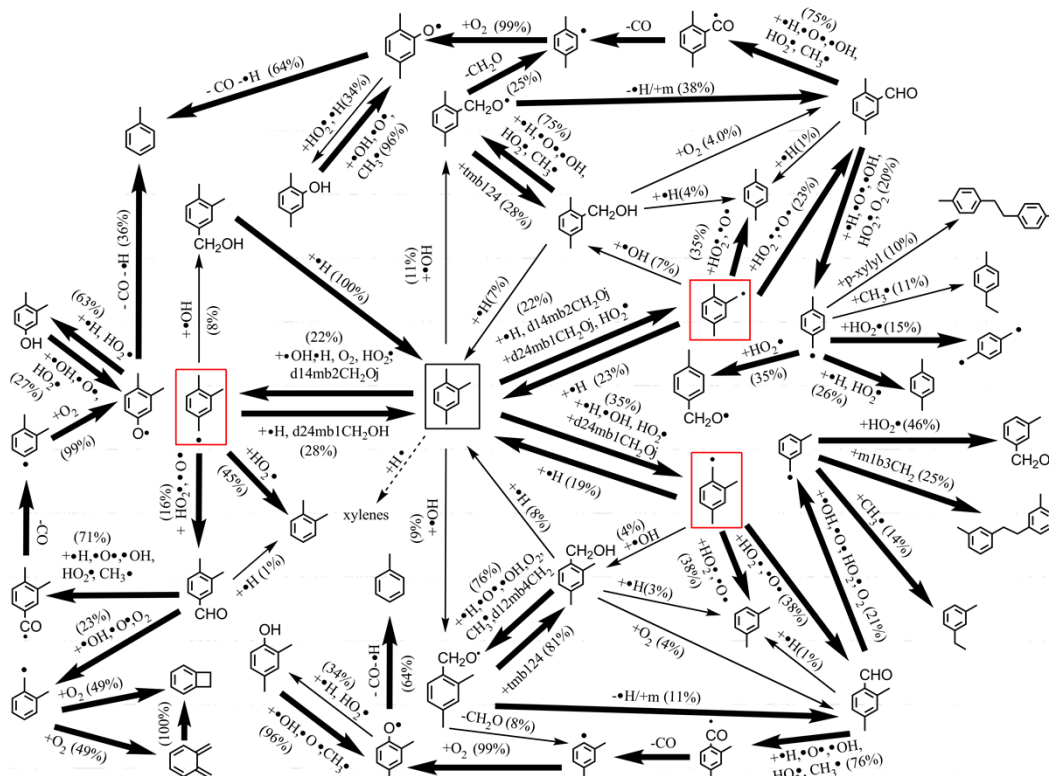 +O₂ (99%)
O•
-CO
•CO
(75%)
+•H,•O•,•OH,
HO₂•, CH₃•
- CO -•H (64%)
-CH₂O
(25%)
CH₂O•
-•H/+m (38%)
CHO
+HO₂•,•H(34%)
+•OH,•O•,
CH₃•(96%)
(75%)
+•H,•O•,•OH,
HO₂•, CH₃•
+O₂ (4.0%)
+•H(1%)
OH
+tmb124 (28%)
CH₂OH
+•H(4%)
+•H,•O•,•OH,
HO₂•, O₂ (20%)
- CO -•H (36%)
CH₂OH
+•OH
(11%)
(35%)
+HO₂•,•O•
+HO₂•,•O•(23%)
+p-xylyl (10%)
+•H (100%)
+•OH (7%)
+•H(7%)
+CH₃• (11%)
(63%)
+•H, HO₂•
+•OH
(8%)
(22%)
+•H, d14mb2CH₂Oj
+d24mb1CH₂Oj, HO₂•
+HO₂• (15%)
OH
(22%)
+•OH•H, O₂, HO₂•
d14mb2CH₂Oj
+HO₂•
(35%)
+•H, HO₂•
(26%)
+•OH,•O•,
HO₂•
(27%)
+•H (23%)
CH₂O•
O•
(35%)
+•H,•OH, HO₂•
+d24mb1CH₂Oj
+O₂
(99%)
+•H, d24mb1CH₂OH
(28%)
+HO₂• (46%)
+HO₂•
(45%)
+H•
+•H (19%)
CH₂O
+m1b3CH₂ (25%)
(16%)
+ HO₂•,•O•
xylenes
+•OH
(9%)
+•H (8%)
(4%)
+•OH
+CH₃•
(14%)
-CO
(71%)
+•H,•O•,•OH,
HO₂•, CH₃•
+•H (1%)
CH₂OH
(38%)
+HO₂•,•O•
+HO₂•,•O•(38%)
+•OH,•O•,HO₂•,O₂ (21%)
CO•
CHO
(76%)
+•H,•O•,•OH,O₂,
CH₃•,d12mb4CH₂
+•H(3%)
(23%)
+•OH,•O•,O₂
+O₂
(4%)
+•H(1%)
OH
(34%)
+•H, HO₂•
-CO-•H
(64%)
CH₂O•
+tmb124 (81%)
CHO
+O₂ (49%)
-•H/+m (11%)
(100%)
+•OH,•O•CH₃•
(96%)
O•
-CH₂O (8%)
•CO
+O₂ (49%)
+O₂ (99%)
-CO
+•H,•O•,•OH,
HO₂•, CH₃• (76%)